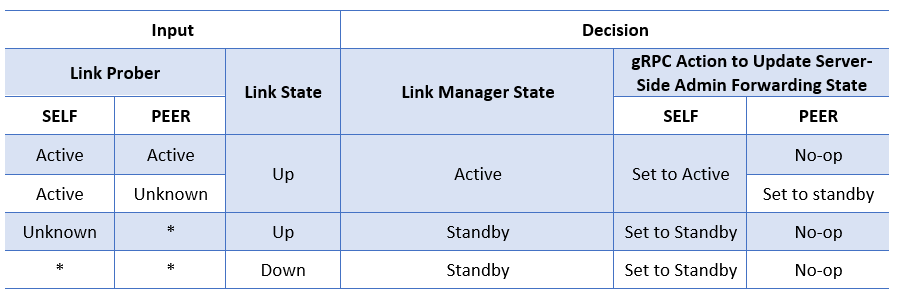 Input Decision
Link Prober Link State Link Manager State gRPC Action to Update Server-
Side Admin Forwarding State
SELF PEER SELF PEER
Active Active Up Active Set to Active No-op
Active Unknown Set to standby
Unknown * Up Standby Set to Standby No-op
* * Down Standby Set to Standby No-op